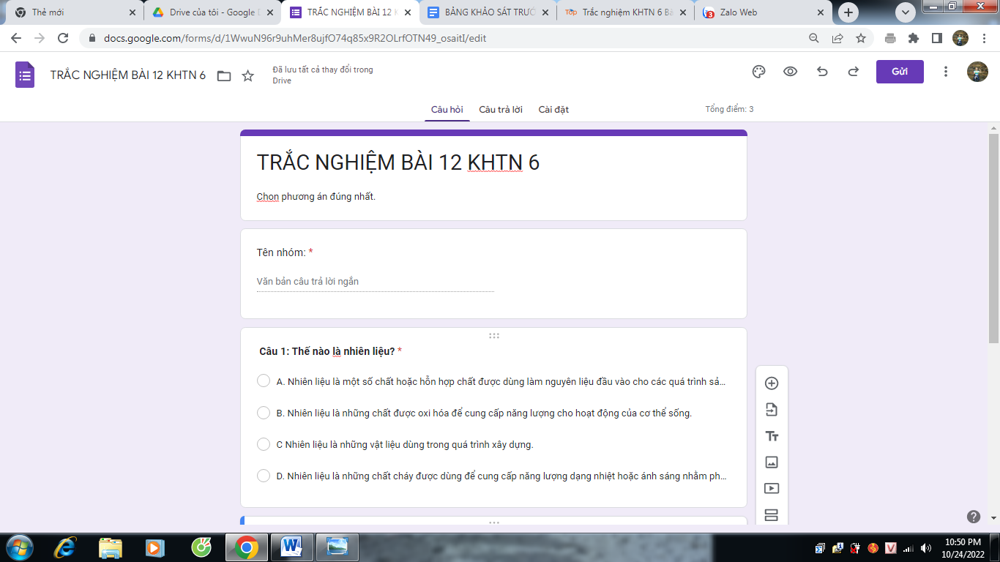 Thẻ mới
Drive của tôi - Google D
TRẮC NGHIỆM BÀI 12 K
BẢNG KHẢO SÁT TRƯỚ
Trắc nghiệm KHTN 6 B
Zalo Web
docs.google.com/forms/d/1WwuN96r9uhMer8ujfO74q85x9R2OLrfOTN49_osaitI/edit
TRẮC NGHIỆM BÀI 12 KHTN 6
Đã lưu tất cả thay đổi trong
Drive
Gửi
Câu hỏi
Câu trả lời
Cài đặt
Tổng điểm: 3
TRẮC NGHIỆM BÀI 12 KHTN 6
Chọn phương án đúng nhất.
Tên nhóm: *
Văn bản câu trả lời ngắn
Câu 1: Thế nào là nhiên liệu? *
A. Nhiên liệu là một số chất hoặc hỗn hợp chất được dùng làm nguyên liệu đầu vào cho các quá trình sả...
B. Nhiên liệu là những chất được oxi hóa để cung cấp năng lượng cho hoạt động của cơ thể sống.
C Nhiên liệu là những vật liệu dùng trong quá trình xây dựng.
D. Nhiên liệu là những chất cháy được dùng để cung cấp năng lượng dạng nhiệt hoặc ánh sáng nhằm ph...
10:50 PM
10/24/2022